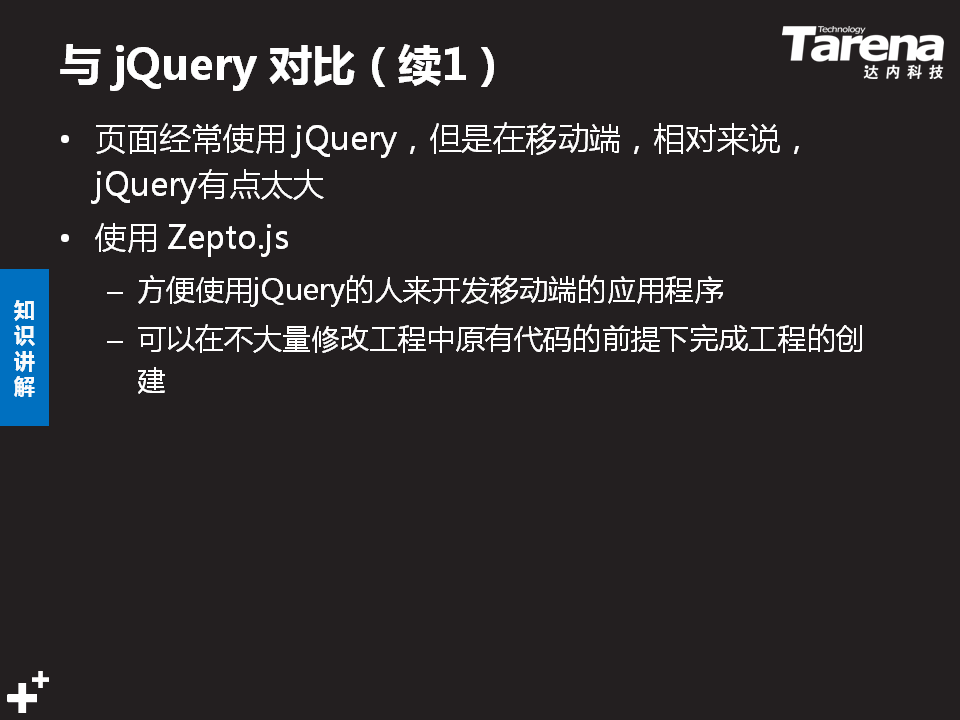 与 jQuery 对比（续1）
Technology
Tarena
达内科技
• 页面经常使用 jQuery，但是在移动端，相对来说，
jQuery有点太大
• 使用 Zepto.js
– 方便使用jQuery的人来开发移动端的应用程序
– 可以在不大量修改工程中原有代码的前提下完成工程的创
建
知
识
讲
解